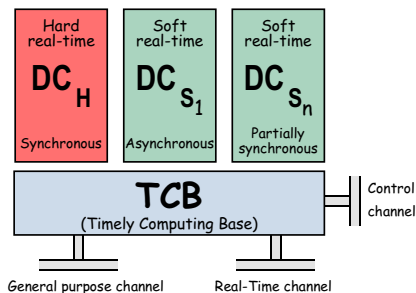 Hard
real-time
DC H
Synchronous
Soft
real-time
DC S1
Asynchronous
Soft
real-time
DC Sn
Partially
synchronous
TCB
(Timely Computing Base)
Control
channel
General purpose channel
Real-Time channel